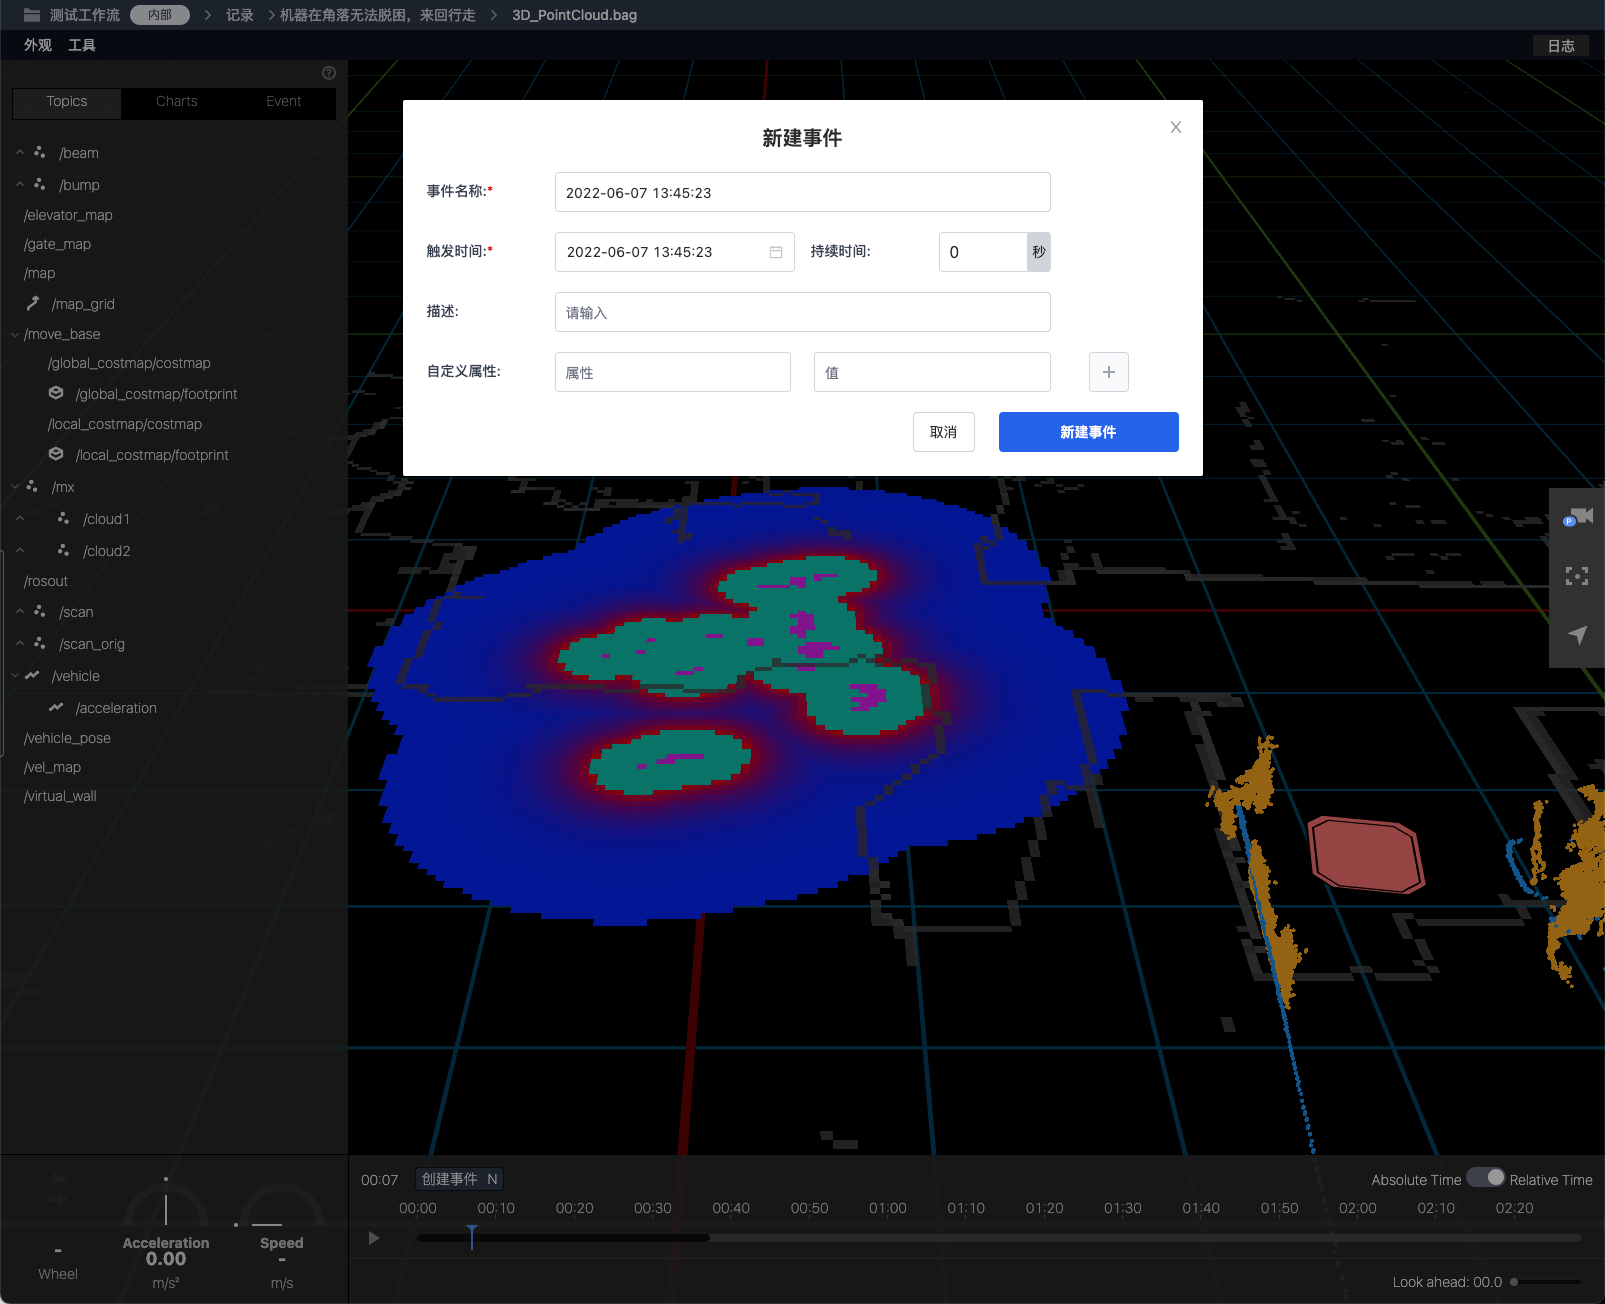 测试工作流 内部 记录 机器在角落无法脱困，来回行走 3D_PointCloud.bag
外观 工具 日志
Topics Charts Event
/beam
/bump
/elevator_map
/gate_map
/map
/map_grid
/move_base
/global_costmap/costmap
/global_costmap/footprint
/local_costmap/costmap
/local_costmap/footprint
/mx
/cloud1
/cloud2
/rosout
/scan
/scan_orig
/vehicle
/acceleration
/vehicle_pose
/vel_map
/virtual_wall
新建事件 X
事件名称:* 2022-06-07 13:45:23
触发时间:* 2022-06-07 13:45:23 持续时间: 0 秒
描述: 请输入
自定义属性: 属性 值 +
取消 新建事件
P
00:07 创建事件 N Absolute Time Relative Time
00:00 00:10 00:20 00:30 00:40 00:50 01:00 01:10 01:20 01:30 01:40 01:50 02:00 02:10 02:20
- Wheel
Acceleration 0.00 m/s²
Speed - m/s
Look ahead: 00.0